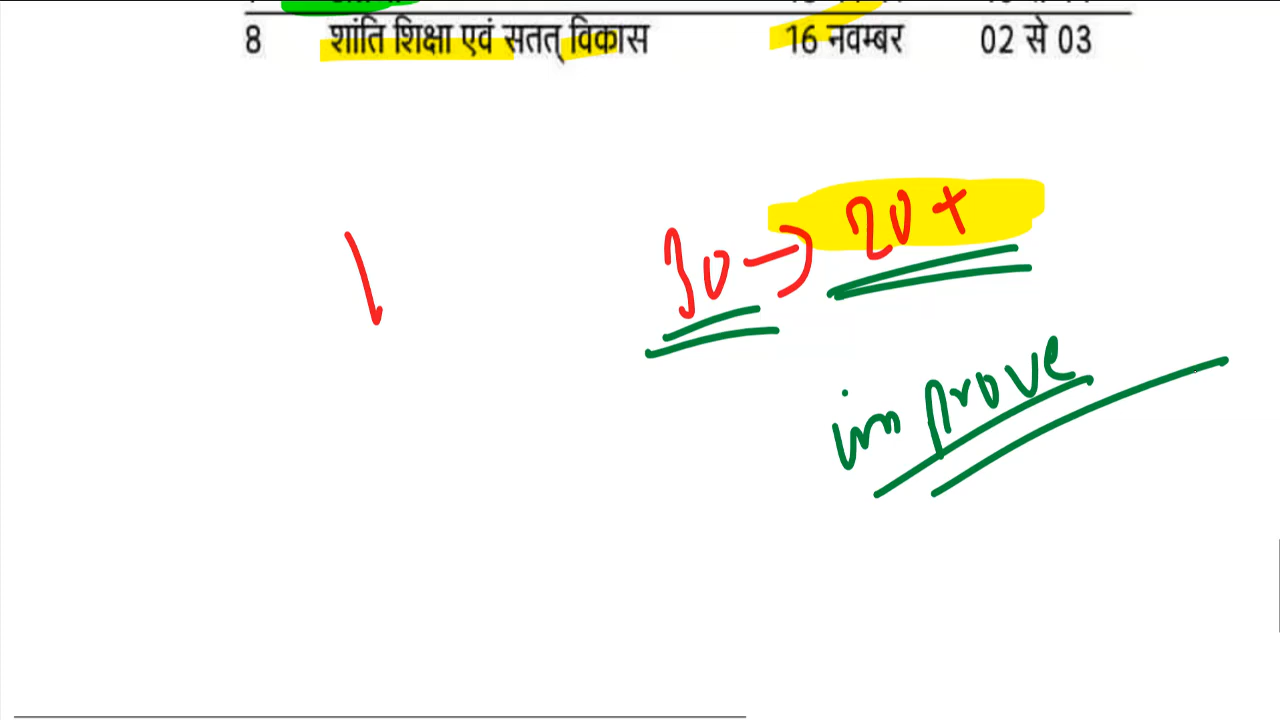 8 शांति शिक्षा एवं सतत् विकास 16 नवम्बर 02 से 03
30 → 20+
improve